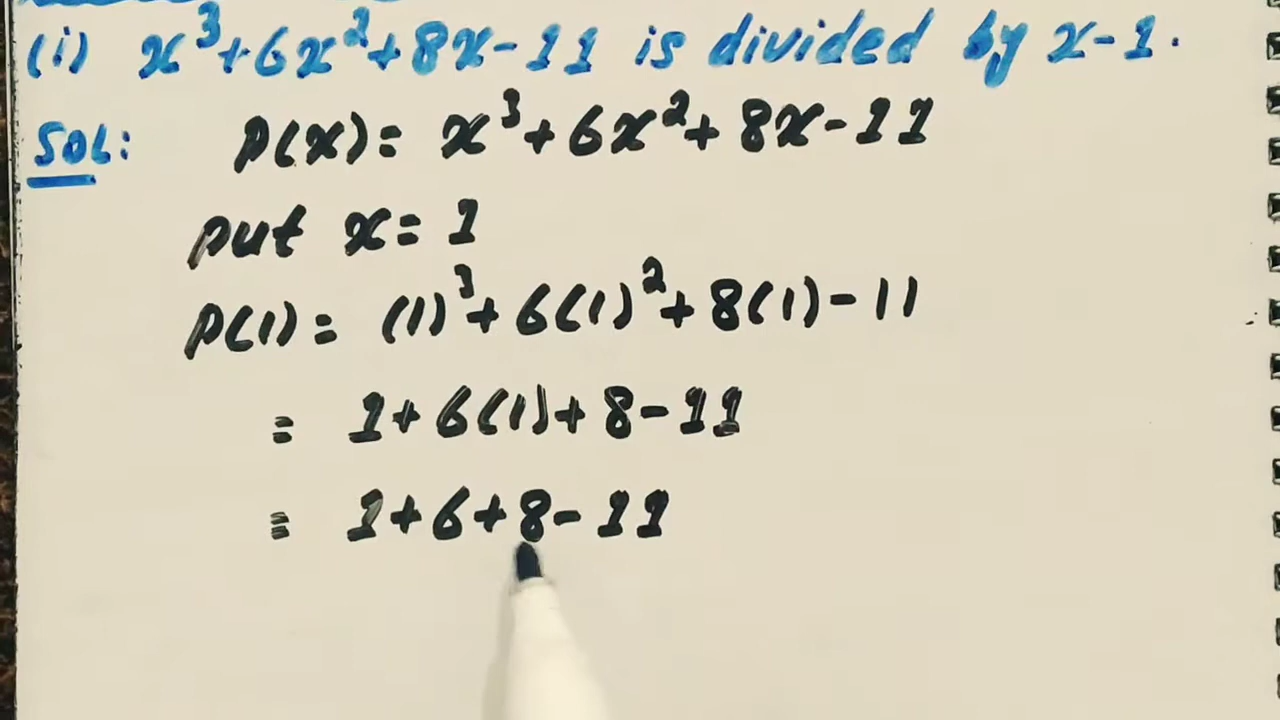 (i) x³+6x²+8x-11 is divided by x-1.
SOL: P(x)= x³+6x²+8x-11
put x=1
P(1)= (1)³+6(1)²+8(1)-11
= 1+6(1)+8-11
= 1+6+8-11